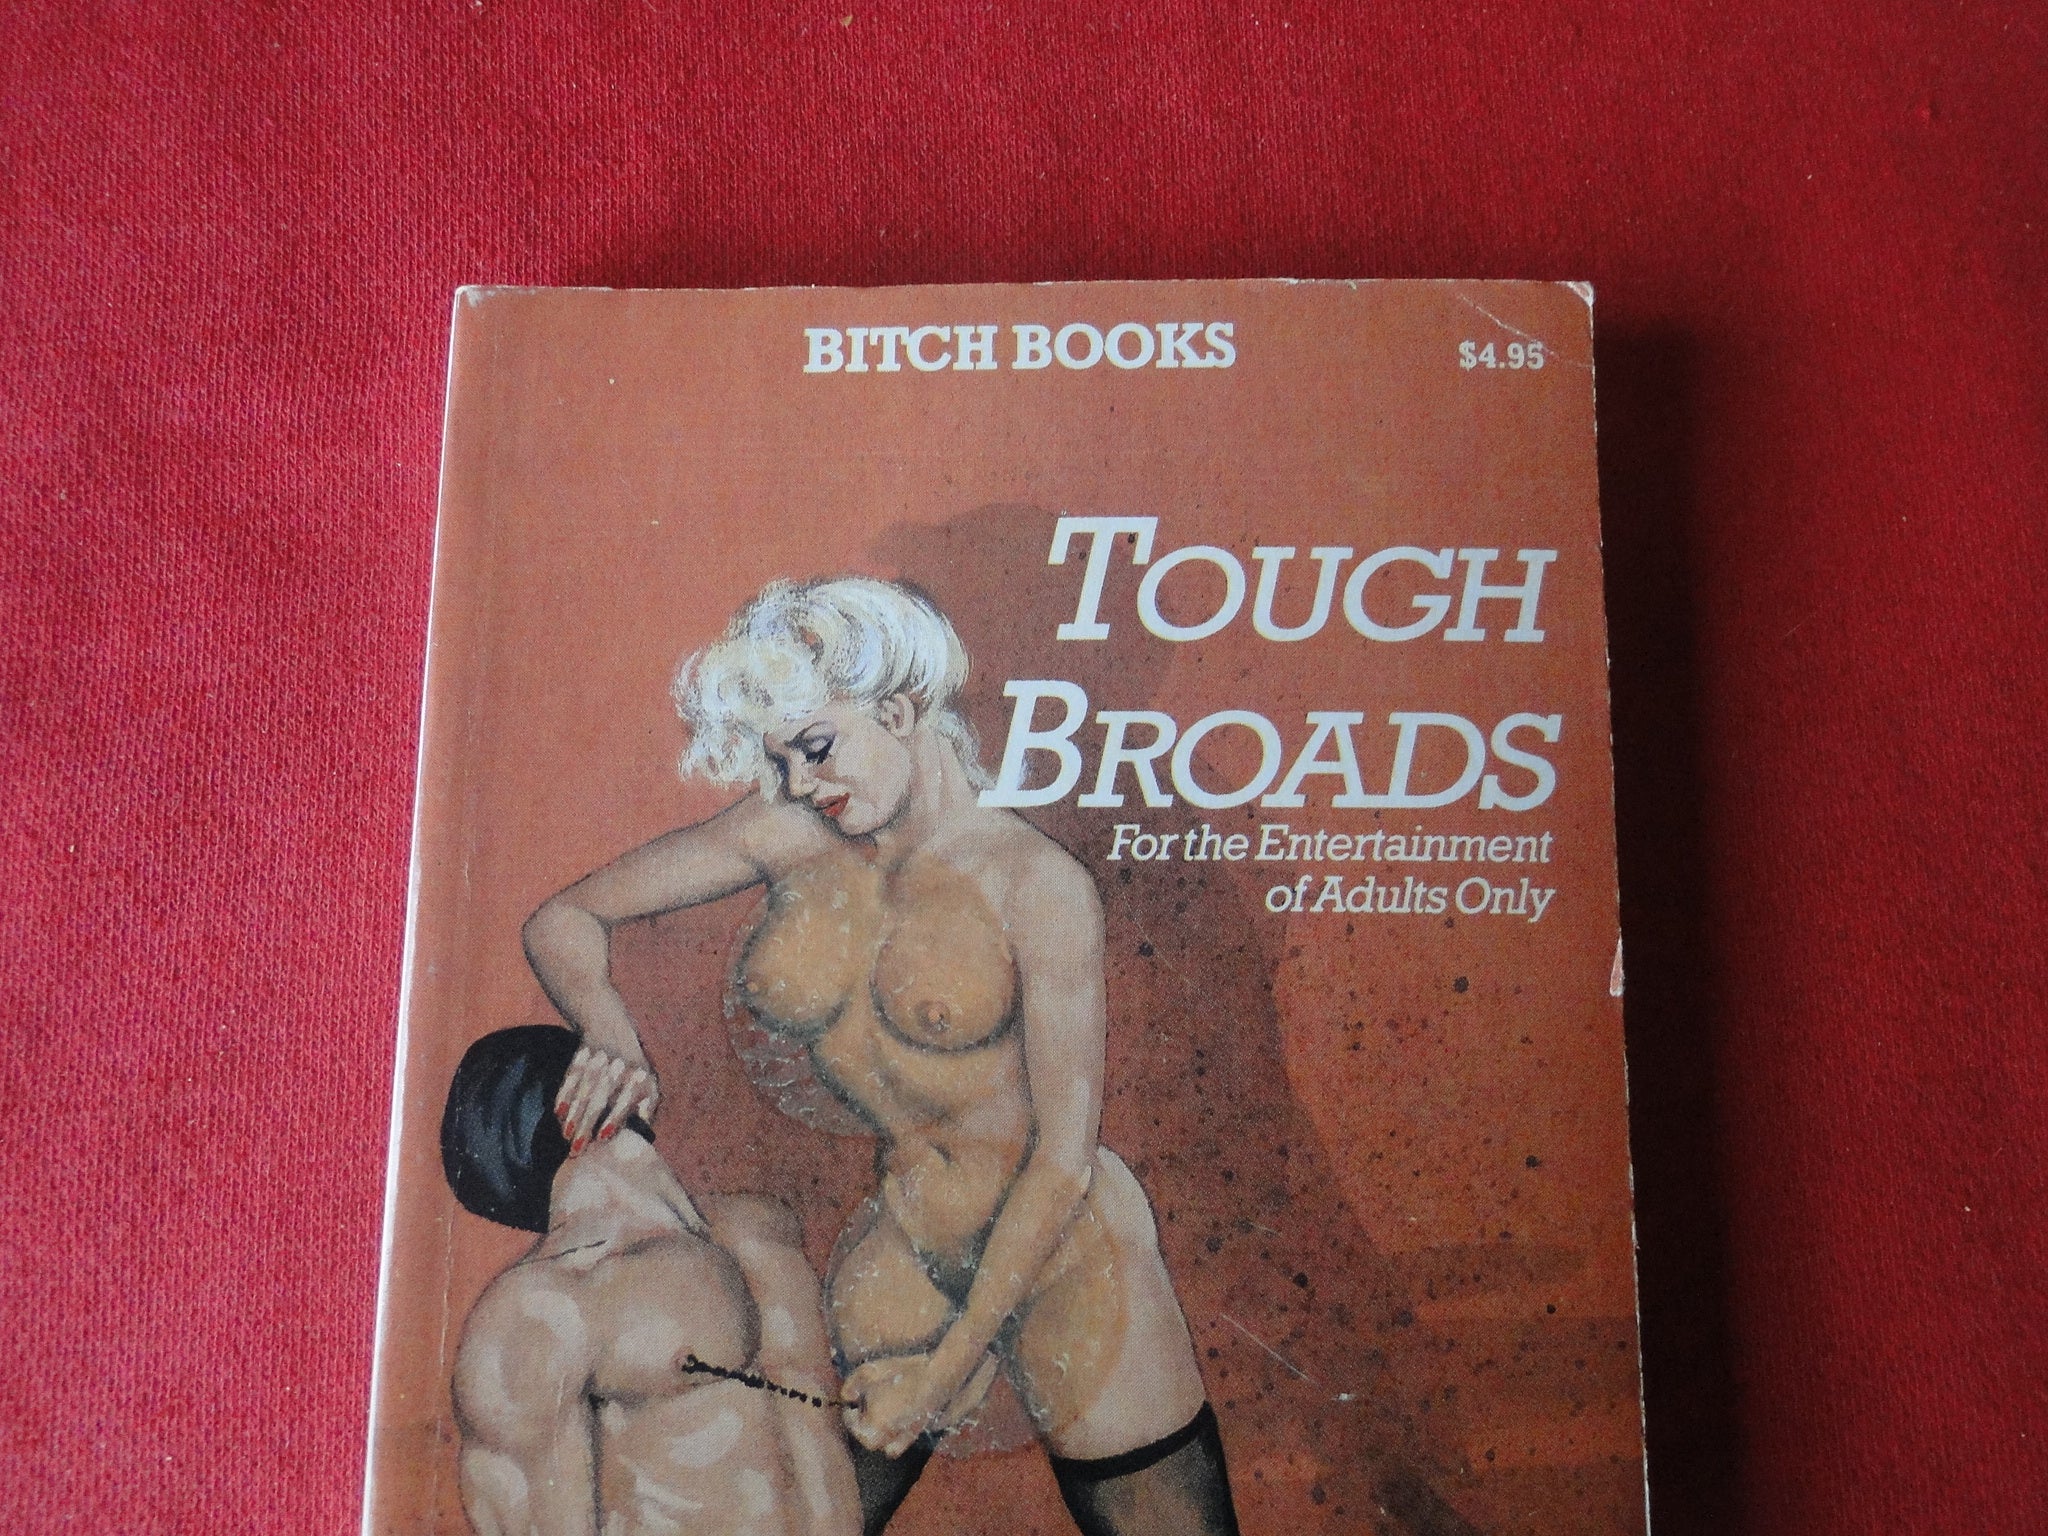 BITCH BOOKS
$4.95
TOUGH
BROADS
For the Entertainment
of Adults Only